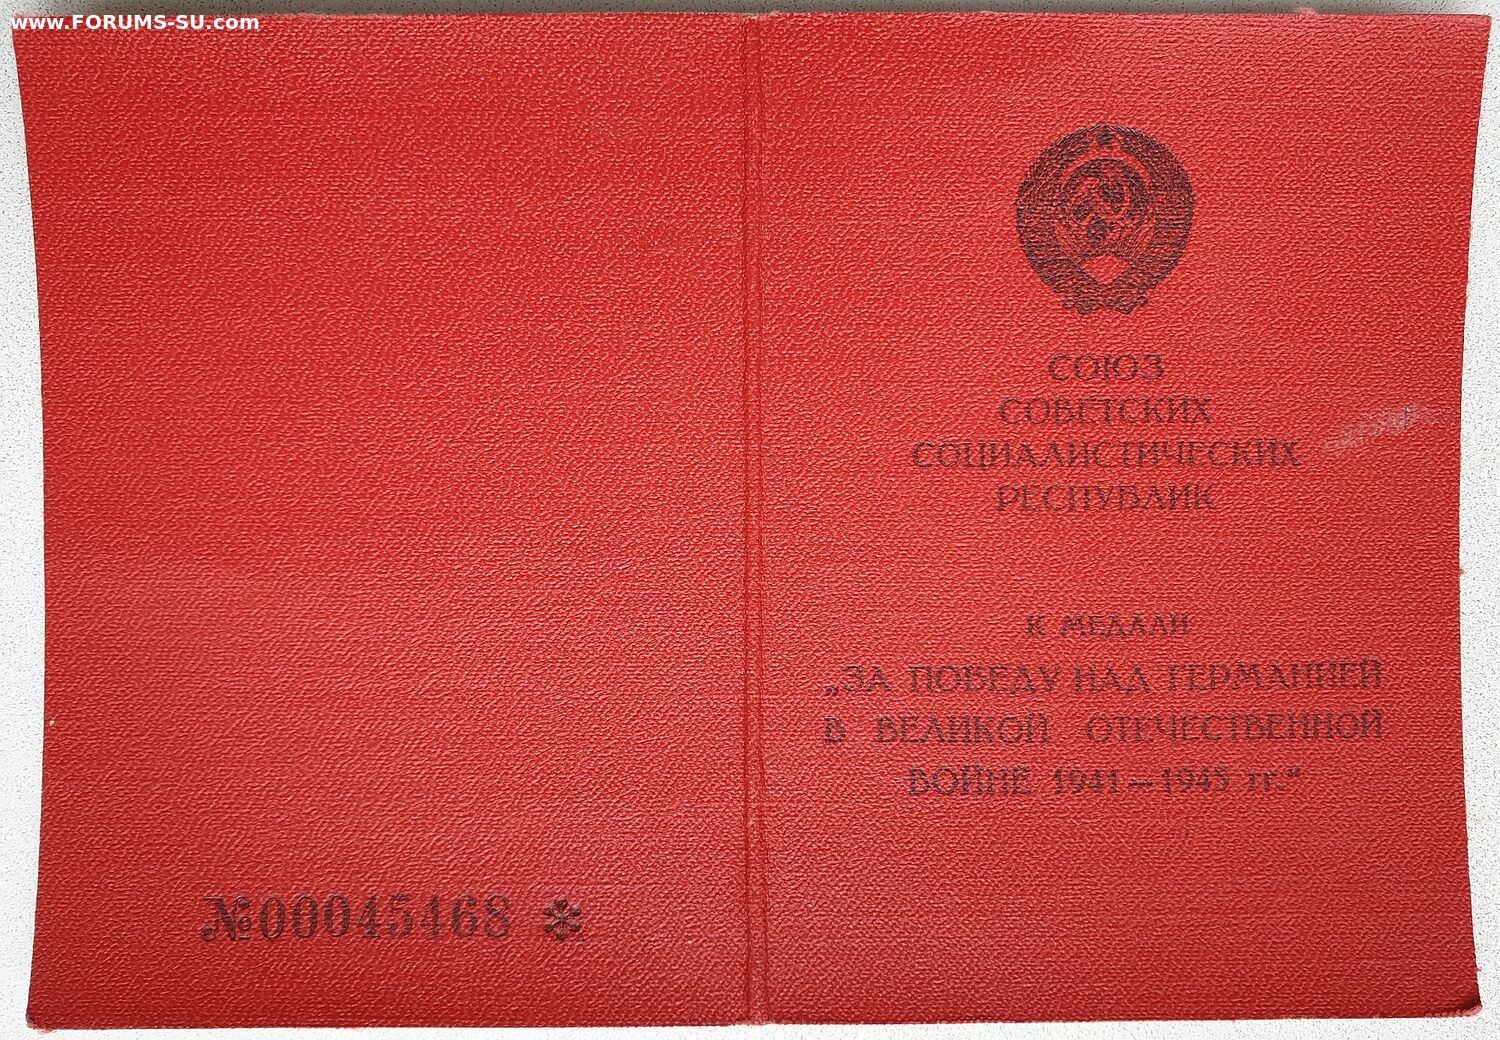 www.FORUMS-SU.com
СОЮЗ
СОВЕТСКИХ
СОЦИАЛИСТИЧЕСКИХ
РЕСПУБЛИК
К МЕДАЛИ
„ЗА ПОБЕДУ НАД ГЕРМАНИЕЙ
В ВЕЛИКОЙ ОТЕЧЕСТВЕННОЙ
ВОЙНЕ 1941—1945 гг.“
№00045468 ✻